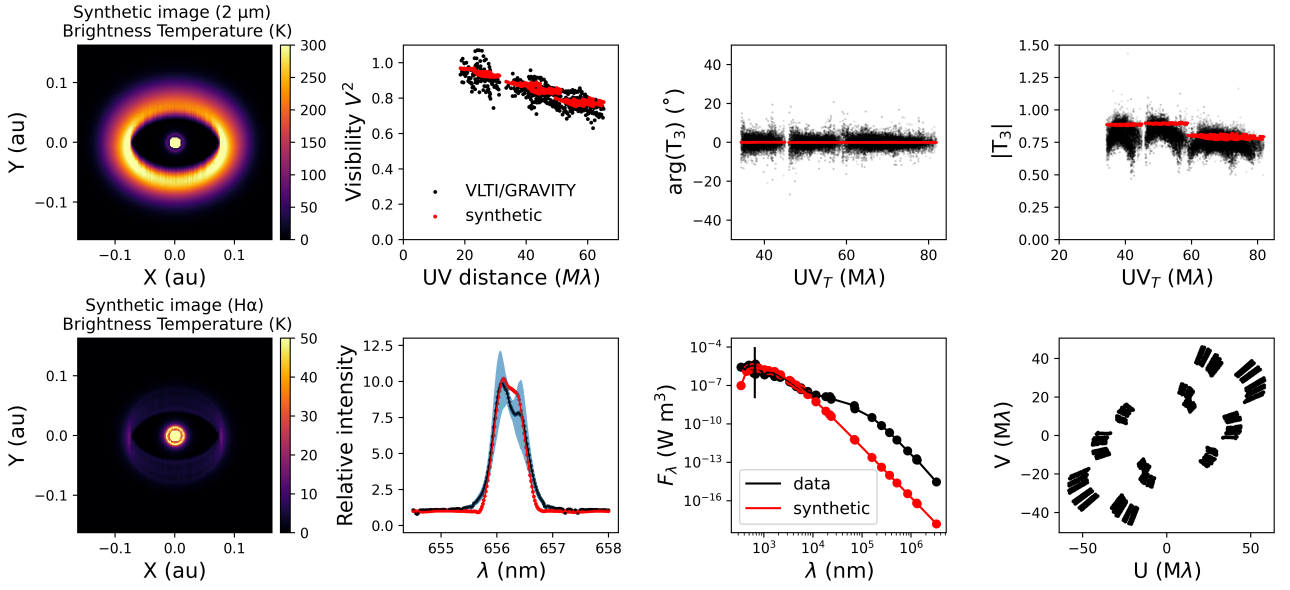 Synthetic image (2 μm)
Brightness Temperature (K)
Y (au)
0.1
0.0
−0.1
−0.1 0.0 0.1
X (au)
300
250
200
150
100
50
0
Visibility V²
1.0
0.8
0.6
0.4
0.2
0.0
0 20 40 60
UV distance (Mλ)
VLTI/GRAVITY
synthetic
arg(T₃) (°)
40
20
0
−20
−40
40 60 80
UV_T (Mλ)
|T₃|
1.50
1.25
1.00
0.75
0.50
0.25
0.00
20 40 60 80
UV_T (Mλ)
Synthetic image (Hα)
Brightness Temperature (K)
Y (au)
0.1
0.0
−0.1
−0.1 0.0 0.1
X (au)
50
40
30
20
10
0
Relative intensity
12.5
10.0
7.5
5.0
2.5
0.0
655 656 657 658
λ (nm)
F_λ (W m³)
10⁻⁴
10⁻⁷
10⁻¹⁰
10⁻¹³
10⁻¹⁶
10³ 10⁴ 10⁵ 10⁶
λ (nm)
data
synthetic
V (Mλ)
40
20
0
−20
−40
−50 0 50
U (Mλ)